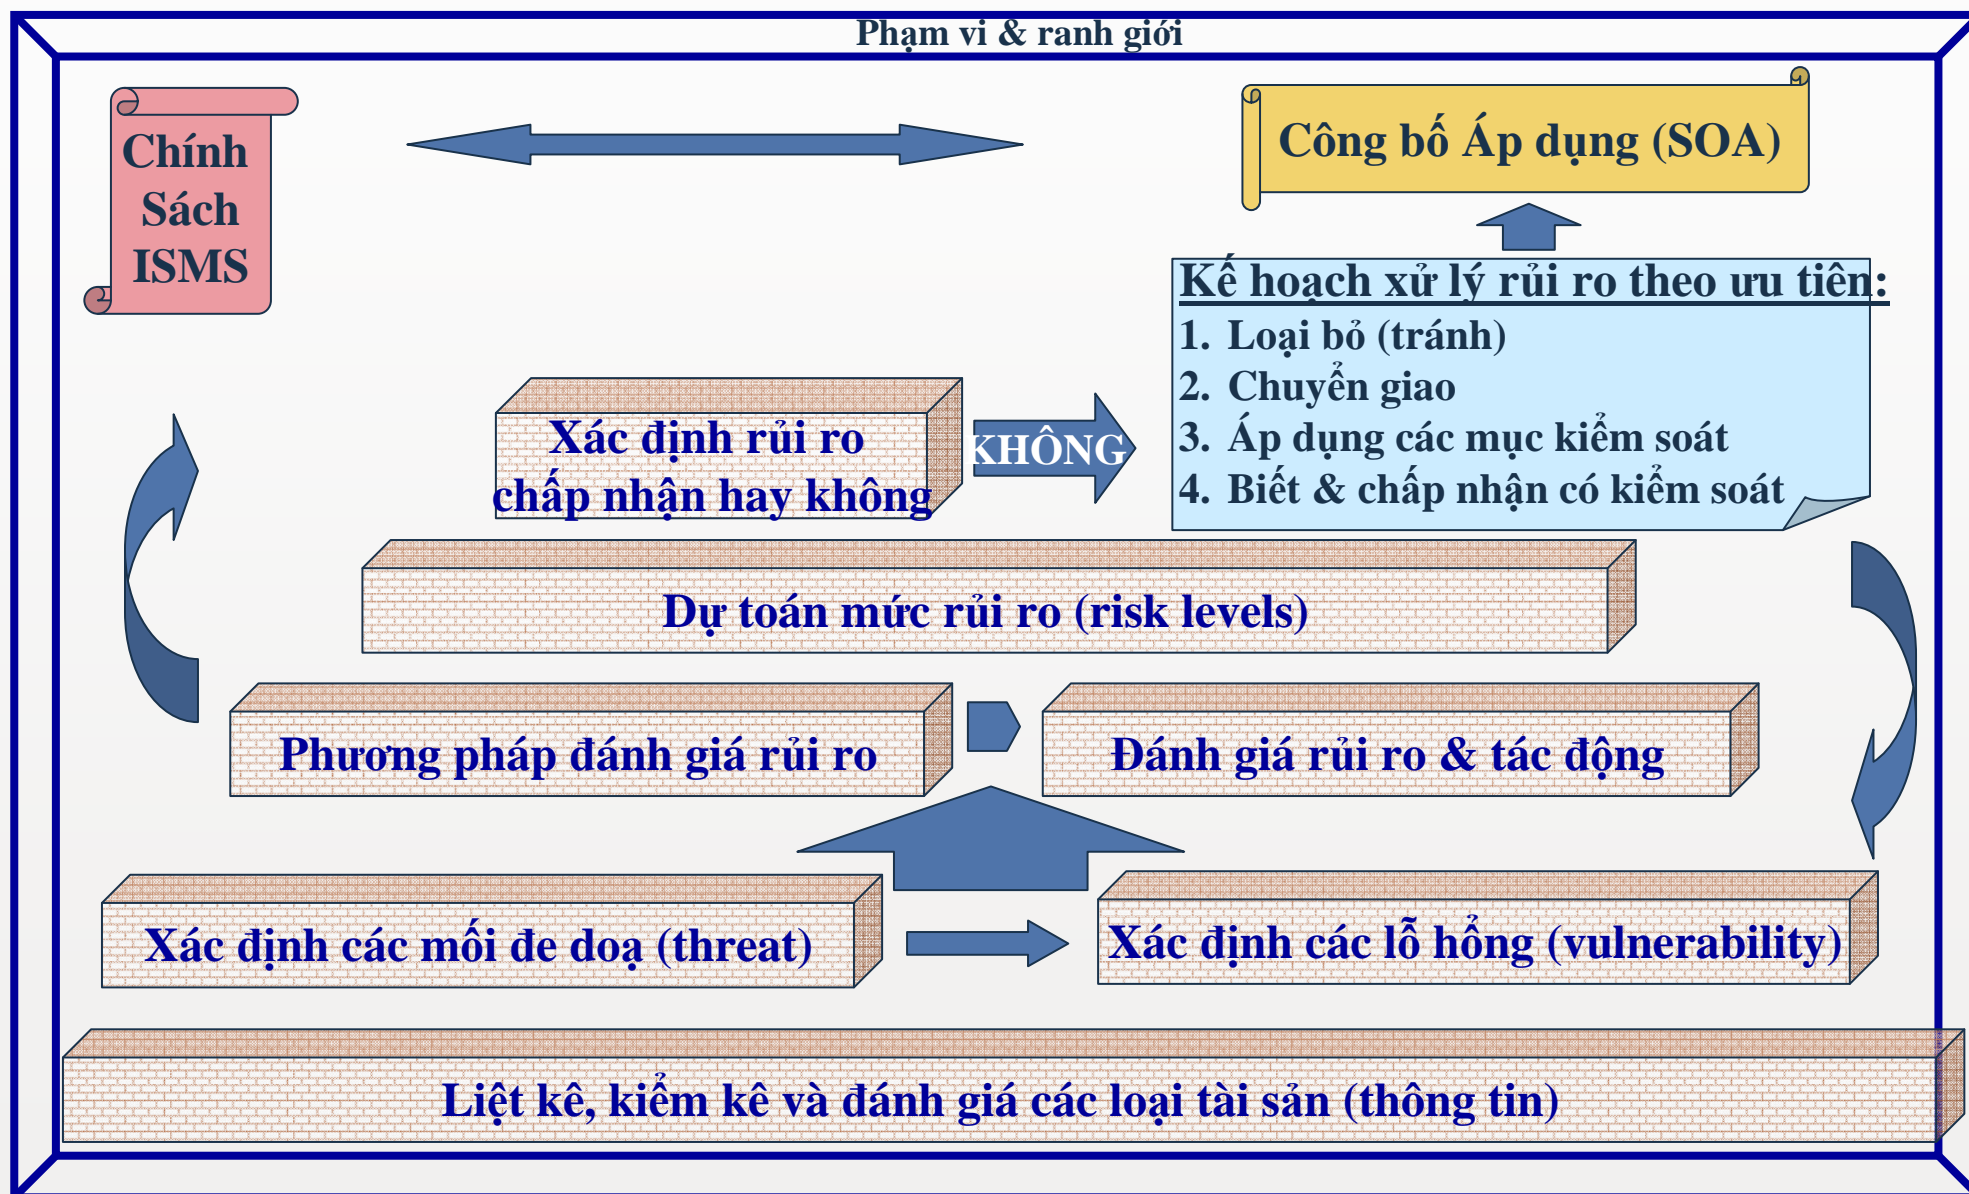 Phạm vi & ranh giới
Chính
Sách
ISMS
Công bố Áp dụng (SOA)
Kế hoạch xử lý rủi ro theo ưu tiên:
1. Loại bỏ (tránh)
2. Chuyển giao
3. Áp dụng các mục kiểm soát
4. Biết & chấp nhận có kiểm soát
Xác định rủi ro
chấp nhận hay không
KHÔNG
Dự toán mức rủi ro (risk levels)
Phương pháp đánh giá rủi ro
Đánh giá rủi ro & tác động
Xác định các mối đe doạ (threat)
Xác định các lỗ hổng (vulnerability)
Liệt kê, kiểm kê và đánh giá các loại tài sản (thông tin)